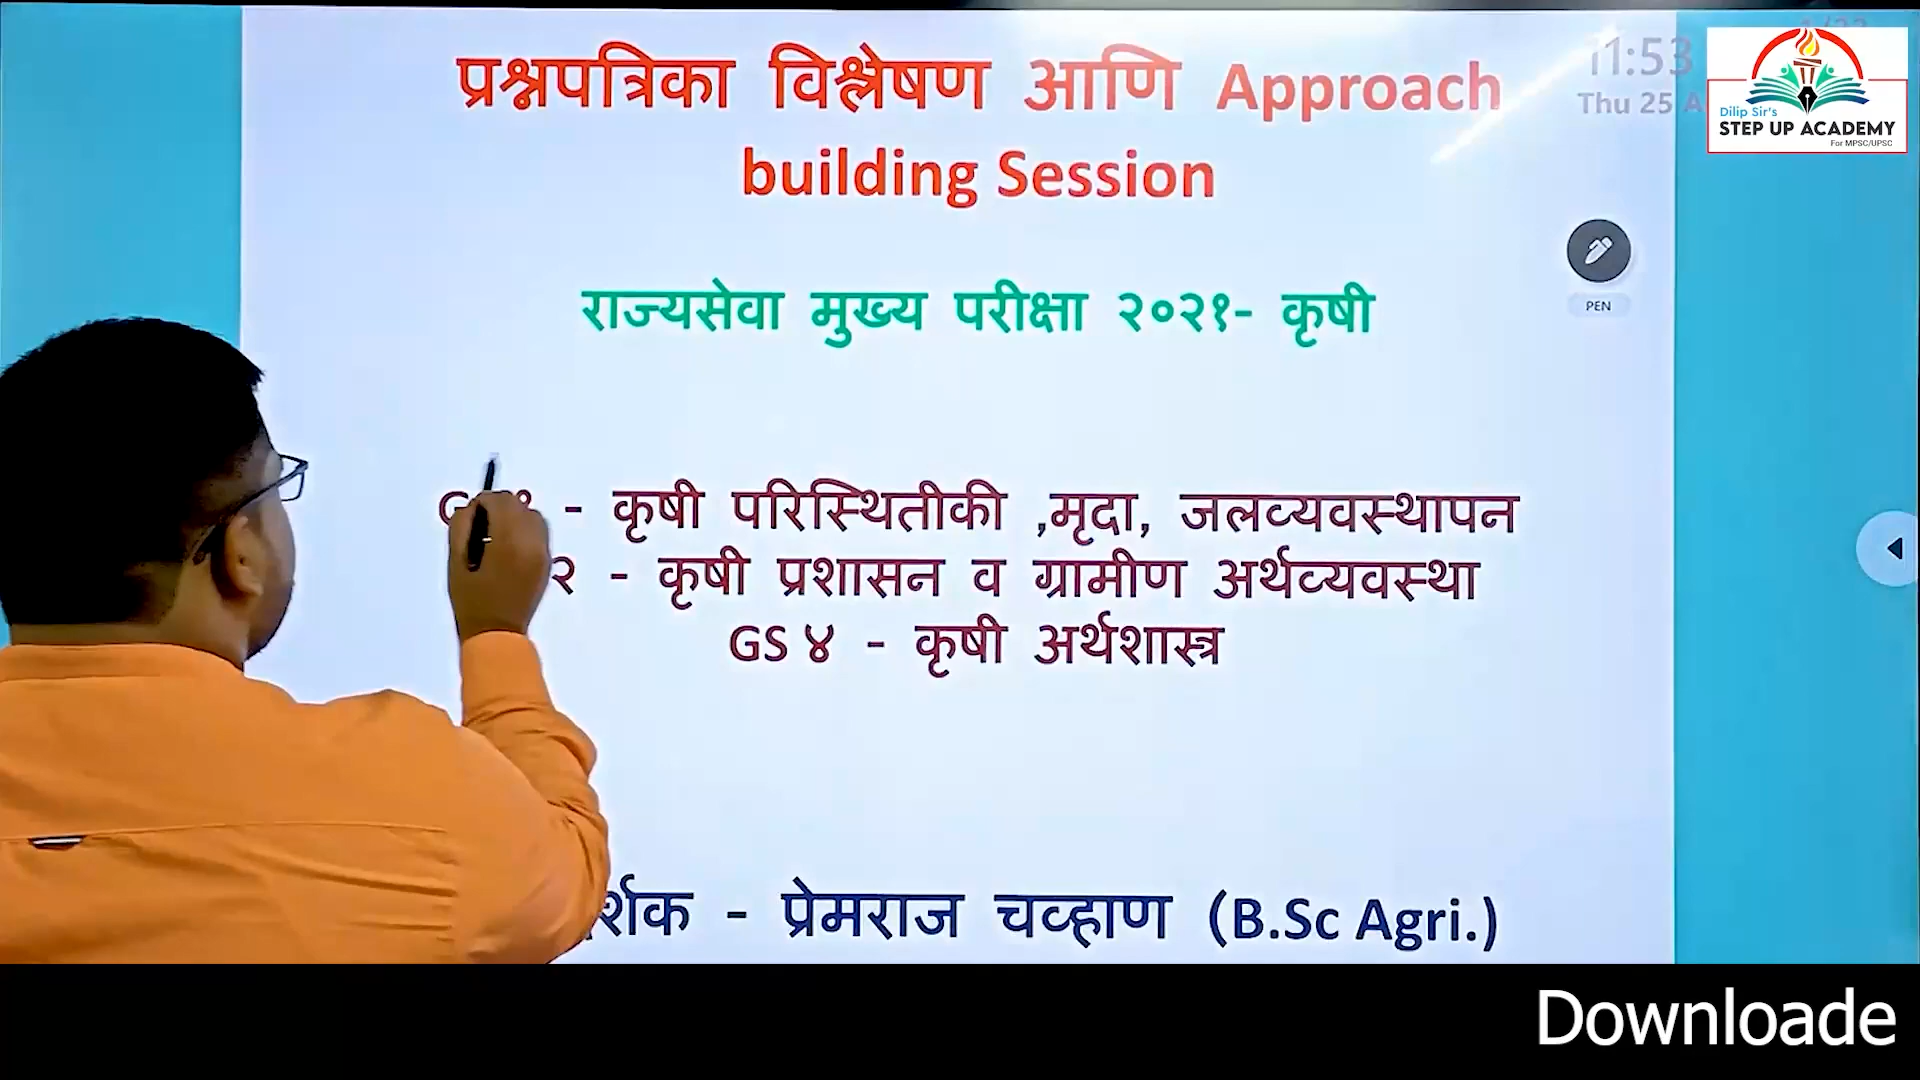 प्रश्नपत्रिका विश्लेषण आणि Approach
building Session
11:53
Thu 25
Dilip Sir's
STEP UP ACADEMY
For MPSC/UPSC
PEN
राज्यसेवा मुख्य परीक्षा २०२१- कृषी
- कृषी परिस्थितीकी ,मृदा, जलव्यवस्थापन
२ - कृषी प्रशासन व ग्रामीण अर्थव्यवस्था
GS ४ - कृषी अर्थशास्त्र
- प्रेमराज चव्हाण (B.Sc Agri.)
Downloade